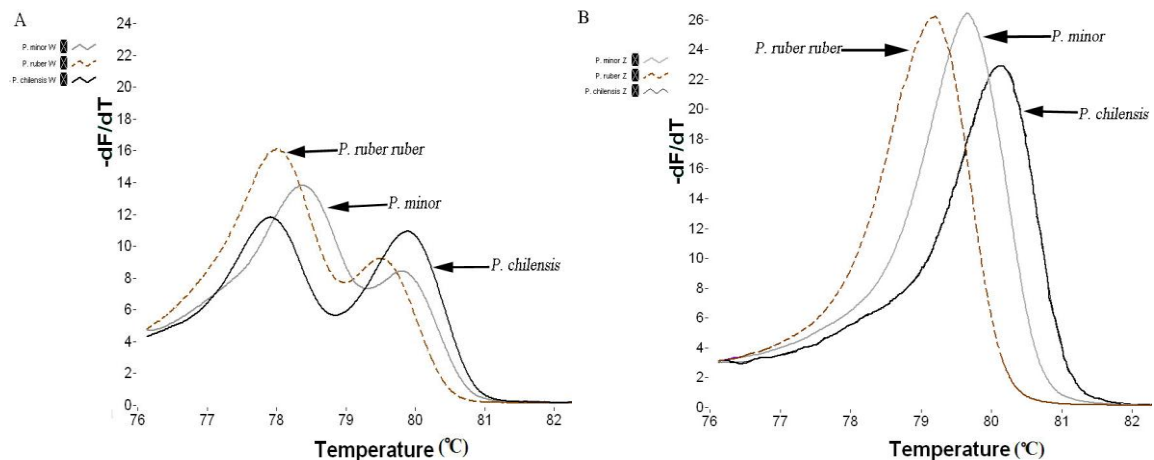 A
24-
22-
20-
18-
16-
14-
12-
10-
8-
6-
4-
2-
0-
-dF/dT
P. minor W
P. ruber W
P. chilensis W
P. ruber ruber
P. minor
P. chilensis
76 77 78 79 80 81 82
Temperature (℃)
B
26-
24-
22-
20-
18-
16-
14-
12-
10-
8-
6-
4-
2-
0-
-dF/dT
P. minor Z
P. ruber Z
P. chilensis Z
P. ruber ruber
P. minor
P. chilensis
76 77 78 79 80 81 82
Temperature (℃)